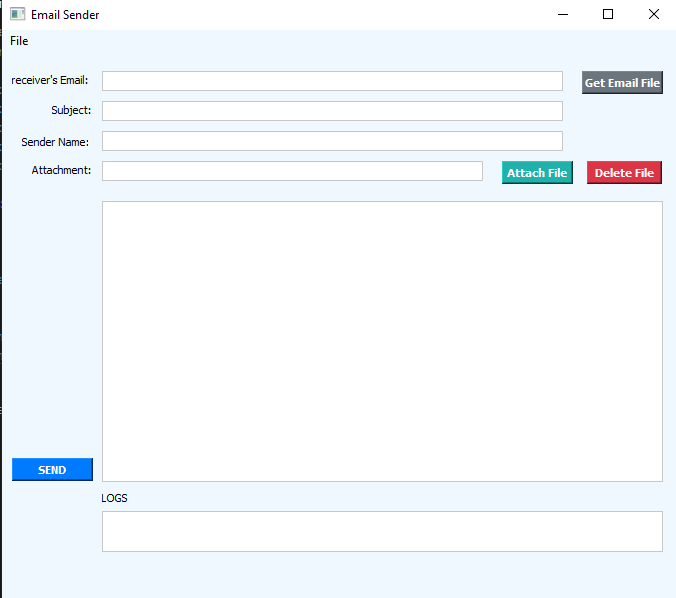 Email Sender
File
receiver's Email:
Get Email File
Subject:
Sender Name:
Attachment:
Attach File
Delete File
SEND
LOGS